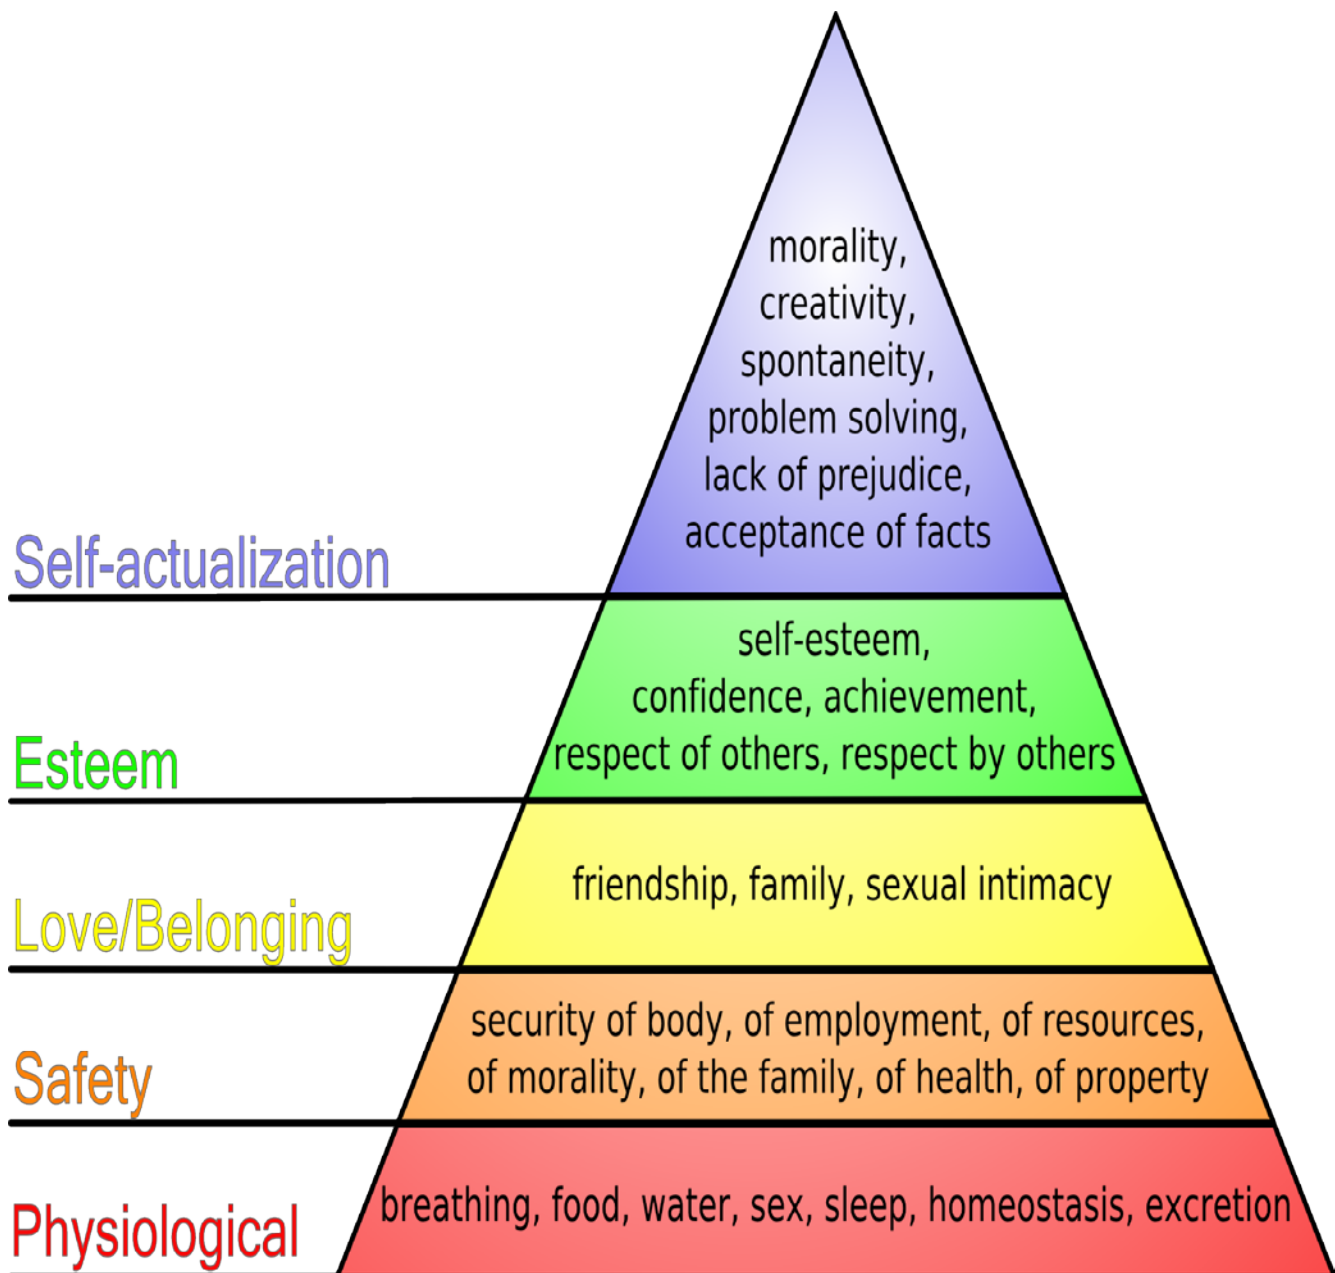 morality,
creativity,
spontaneity,
problem solving,
lack of prejudice,
acceptance of facts
Self-actualization
self-esteem,
confidence, achievement,
respect of others, respect by others
Esteem
friendship, family, sexual intimacy
Love/Belonging
security of body, of employment, of resources,
of morality, of the family, of health, of property
Safety
breathing, food, water, sex, sleep, homeostasis, excretion
Physiological